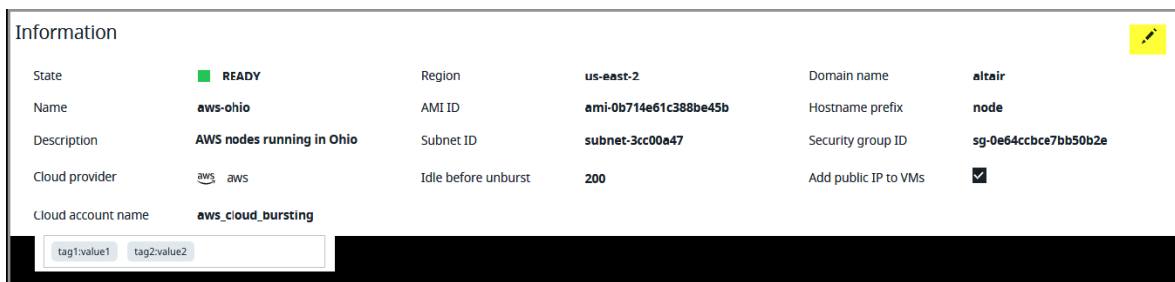 Information
State READY Region us-east-2 Domain name altair
Name aws-ohio AMI ID ami-0b714e61c388be45b Hostname prefix node
Description AWS nodes running in Ohio Subnet ID subnet-3cc00a47 Security group ID sg-0e64ccbce7bb50b2e
Cloud provider aws aws Idle before unburst 200 Add public IP to VMs
Cloud account name aws_cloud_bursting
tag1:value1 tag2:value2